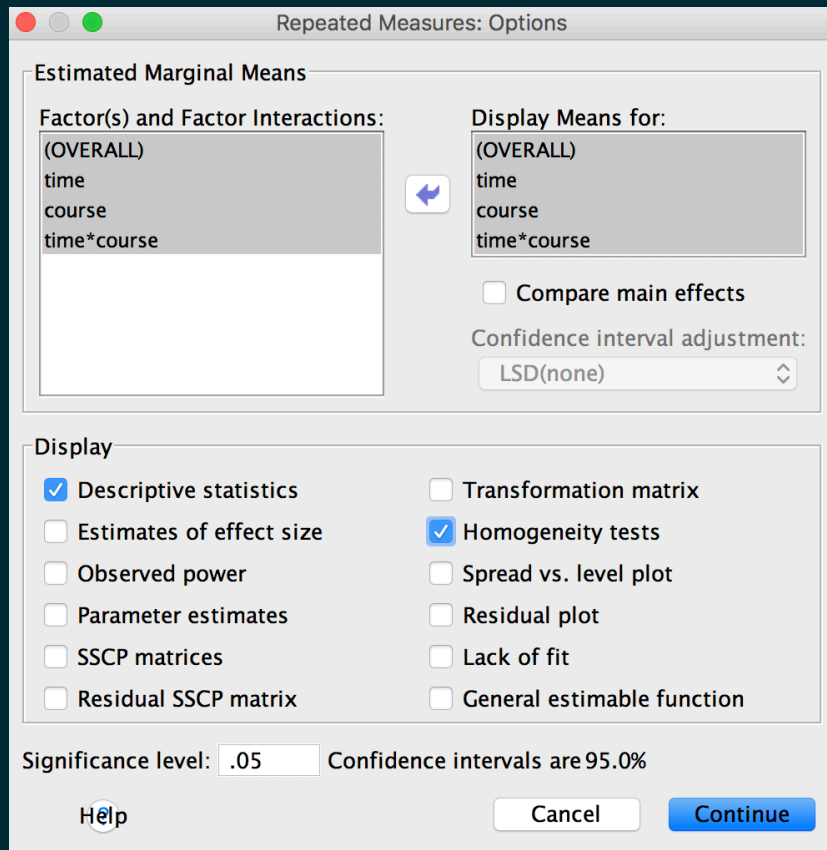 Repeated Measures: Options
Estimated Marginal Means
Factor(s) and Factor Interactions:
(OVERALL)
time
course
time*course
Display Means for:
(OVERALL)
time
course
time*course
Compare main effects
Confidence interval adjustment:
LSD(none)
Display
Descriptive statistics
Estimates of effect size
Observed power
Parameter estimates
SSCP matrices
Residual SSCP matrix
Transformation matrix
Homogeneity tests
Spread vs. level plot
Residual plot
Lack of fit
General estimable function
Significance level: .05 Confidence intervals are 95.0%
Help
Cancel
Continue